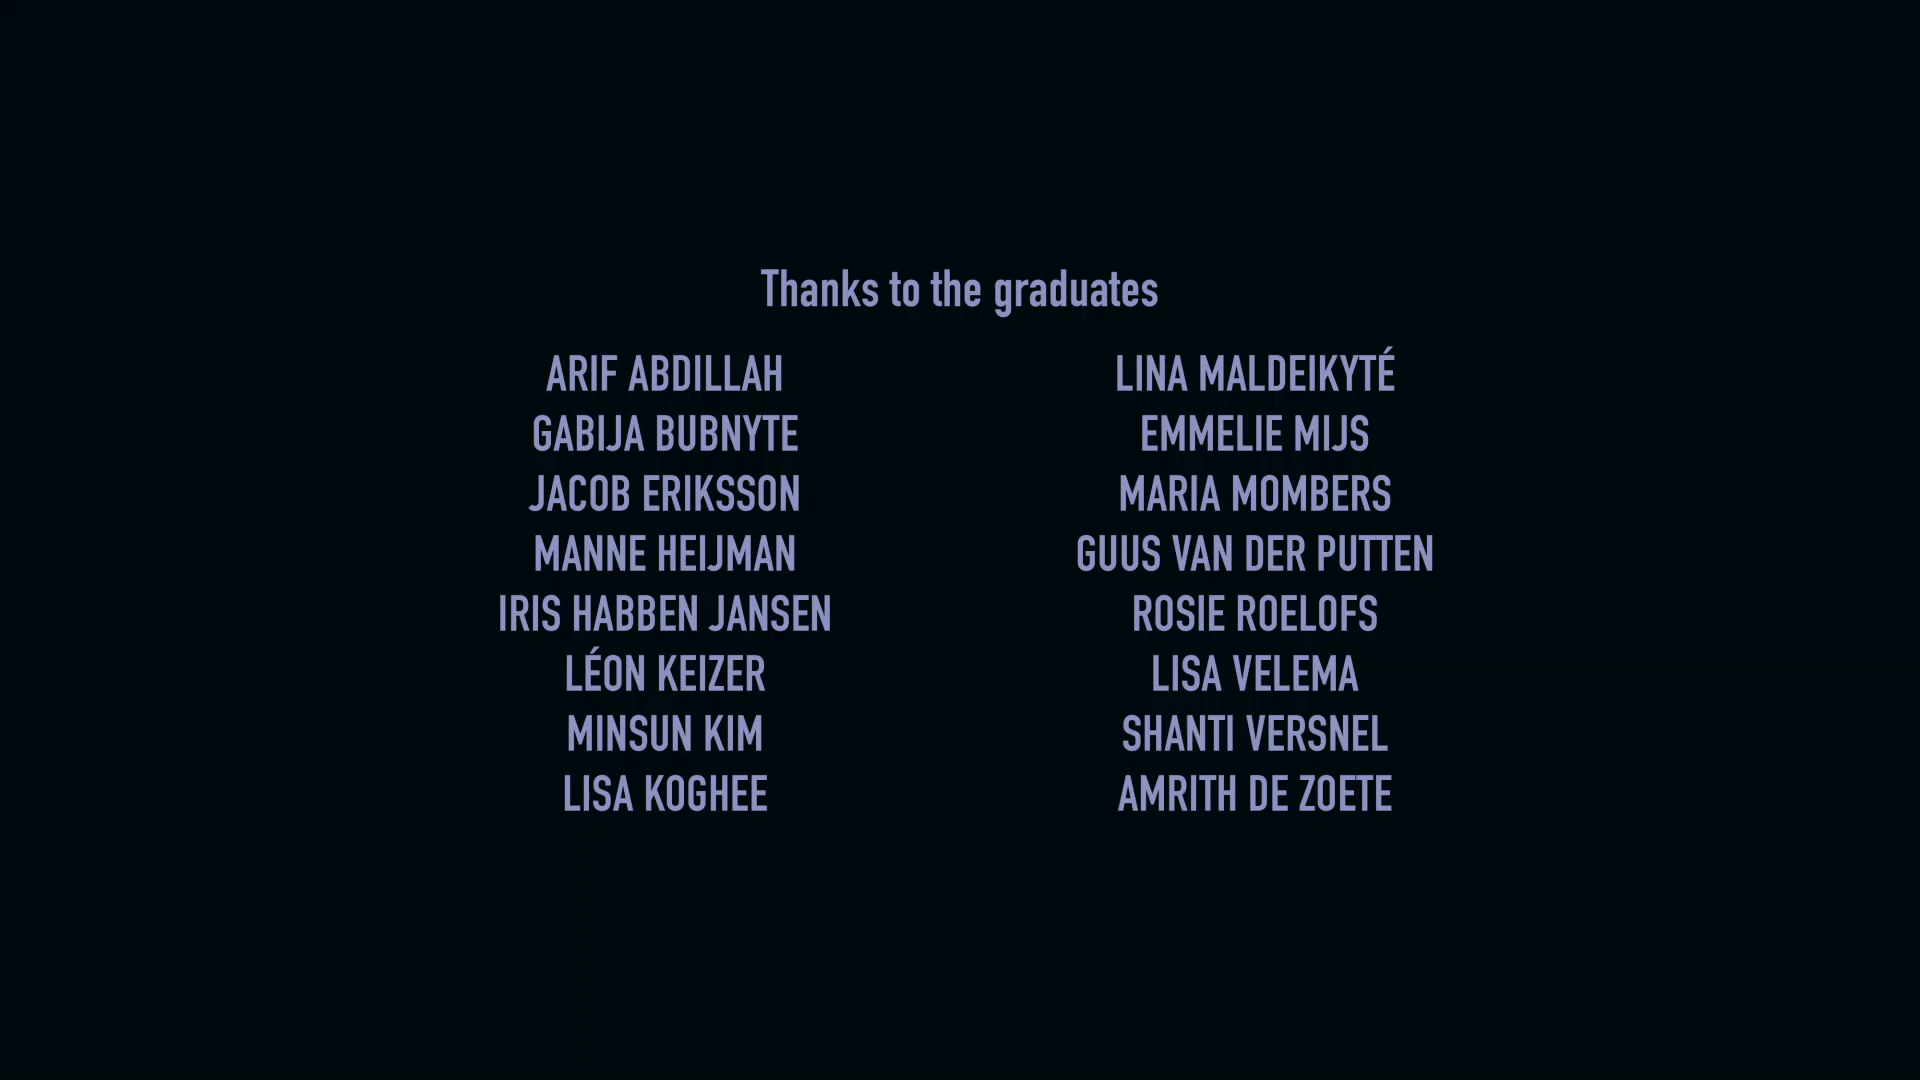 Thanks to the graduates
ARIF ABDILLAH
GABIJA BUBNYTE
JACOB ERIKSSON
MANNE HEIJMAN
IRIS HABBEN JANSEN
LÉON KEIZER
MINSUN KIM
LISA KOGHEE
LINA MALDEIKYTÉ
EMMELIE MIJS
MARIA MOMBERS
GUUS VAN DER PUTTEN
ROSIE ROELOFS
LISA VELEMA
SHANTI VERSNEL
AMRITH DE ZOETE